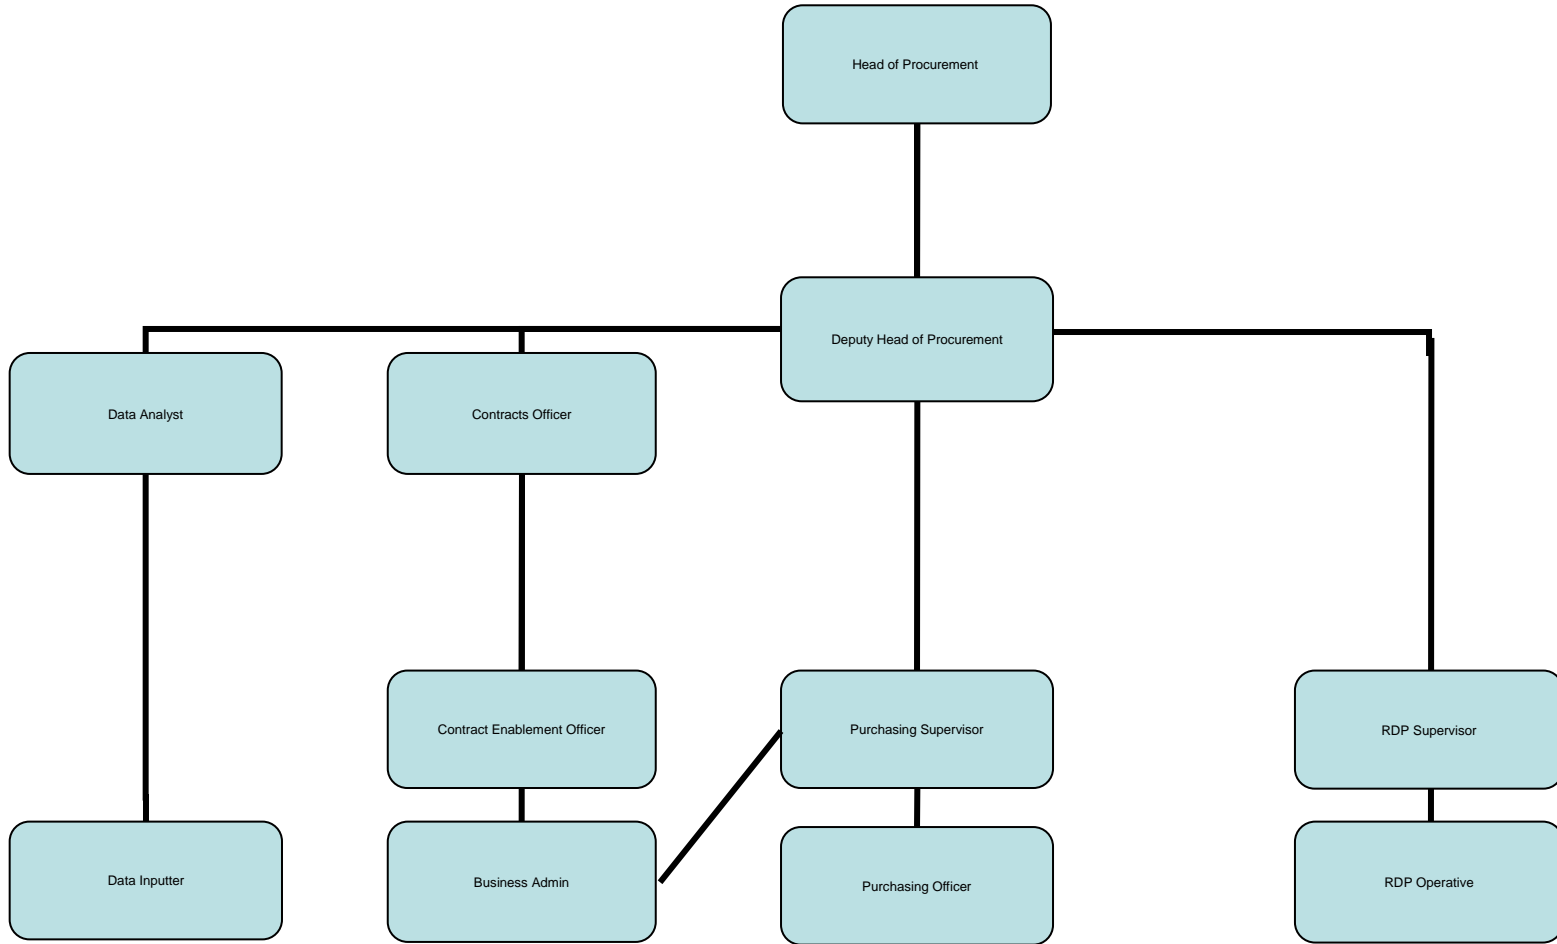 Head of Procurement
Deputy Head of Procurement
Data Analyst
Contracts Officer
Contract Enablement Officer
Purchasing Supervisor
RDP Supervisor
Data Inputter
Business Admin
Purchasing Officer
RDP Operative